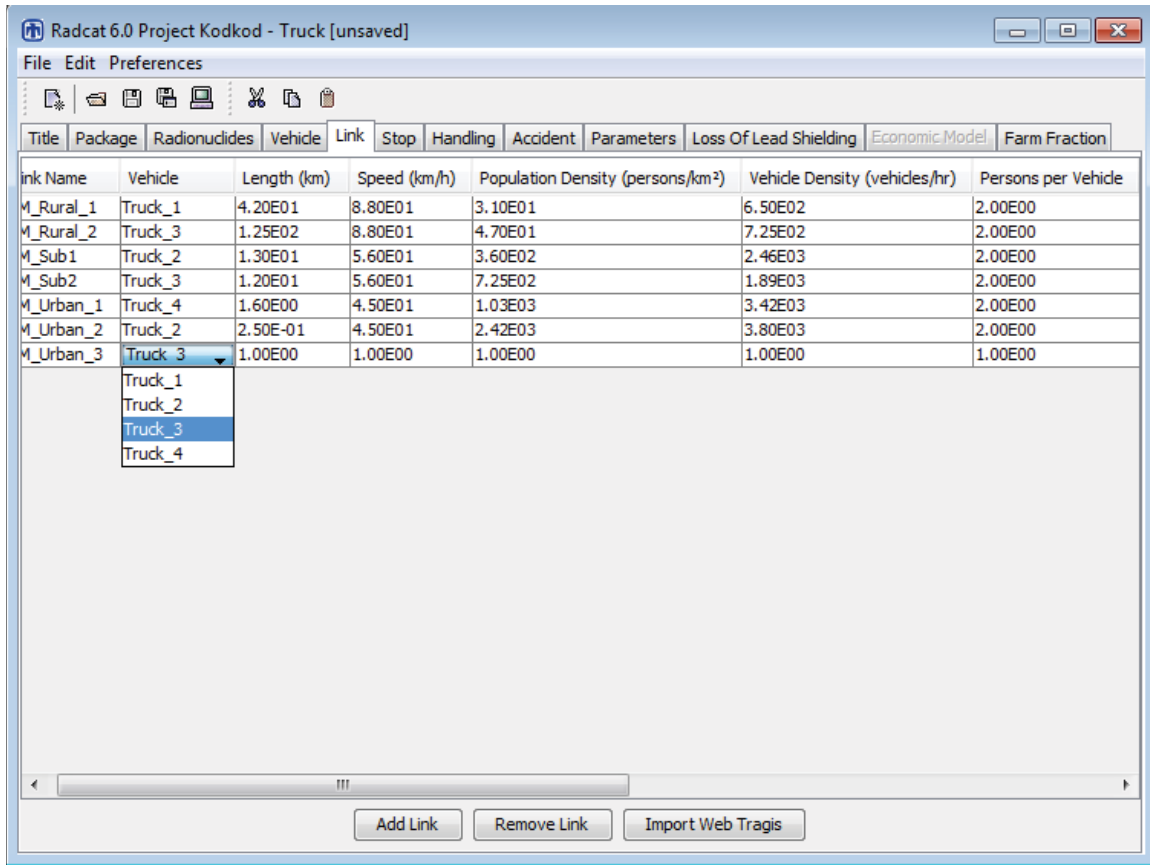 Radcat 6.0 Project Kodkod - Truck [unsaved]
File Edit Preferences
Title Package Radionuclides Vehicle Link Stop Handling Accident Parameters Loss Of Lead Shielding Economic Model Farm Fraction
ink Name Vehicle Length (km) Speed (km/h) Population Density (persons/km²) Vehicle Density (vehicles/hr) Persons per Vehicle
M_Rural_1 Truck_1 4.20E01 8.80E01 3.10E01 6.50E02 2.00E00
M_Rural_2 Truck_3 1.25E02 8.80E01 4.70E01 7.25E02 2.00E00
M_Sub1 Truck_2 1.30E01 5.60E01 3.60E02 2.46E03 2.00E00
M_Sub2 Truck_3 1.20E01 5.60E01 7.25E02 1.89E03 2.00E00
M_Urban_1 Truck_4 1.60E00 4.50E01 1.03E03 3.42E03 2.00E00
M_Urban_2 Truck_2 2.50E-01 4.50E01 2.42E03 3.80E03 2.00E00
M_Urban_3 Truck_3 1.00E00 1.00E00 1.00E00 1.00E00 1.00E00
Truck_1
Truck_2
Truck_3
Truck_4
Add Link Remove Link Import Web Tragis